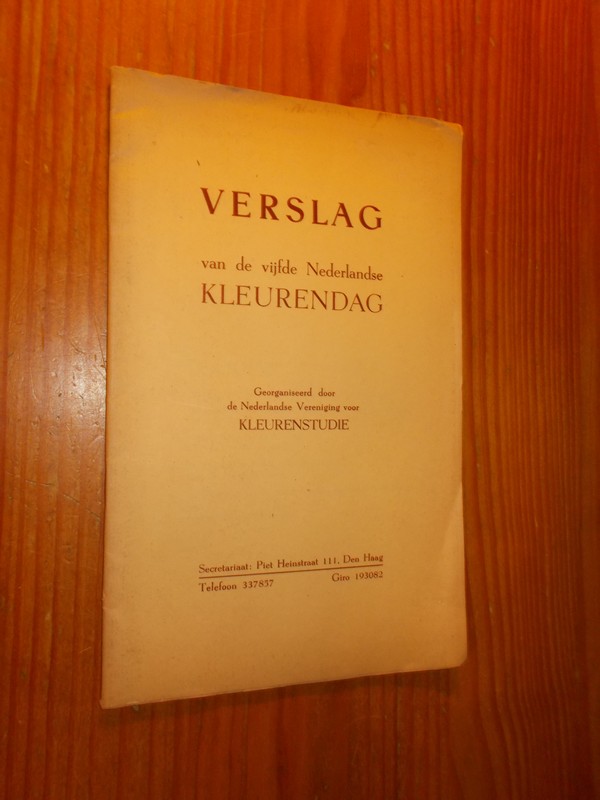 VERSLAG
van de vijfde Nederlandse
KLEURENDAG
Georganiseerd door
de Nederlandse Vereniging voor
KLEURENSTUDIE
Secretariaat: Piet Heinstraat 111, Den Haag
Telefoon 337857 Giro 193082